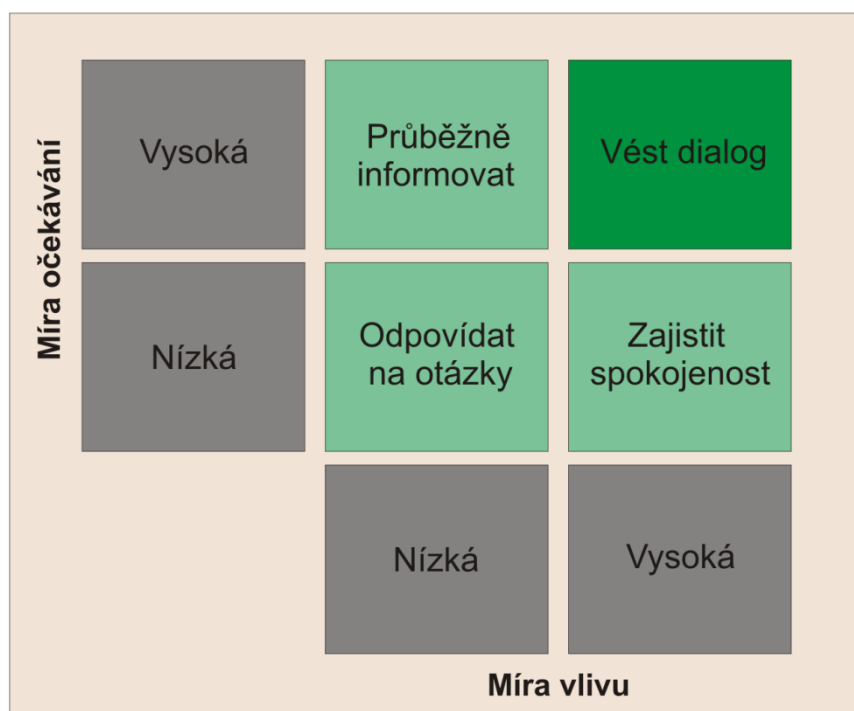 Míra očekávání
Vysoká
Průběžně
informovat
Vést dialog
Nízká
Odpovídat
na otázky
Zajistit
spokojenost
Nízká
Vysoká
Míra vlivu